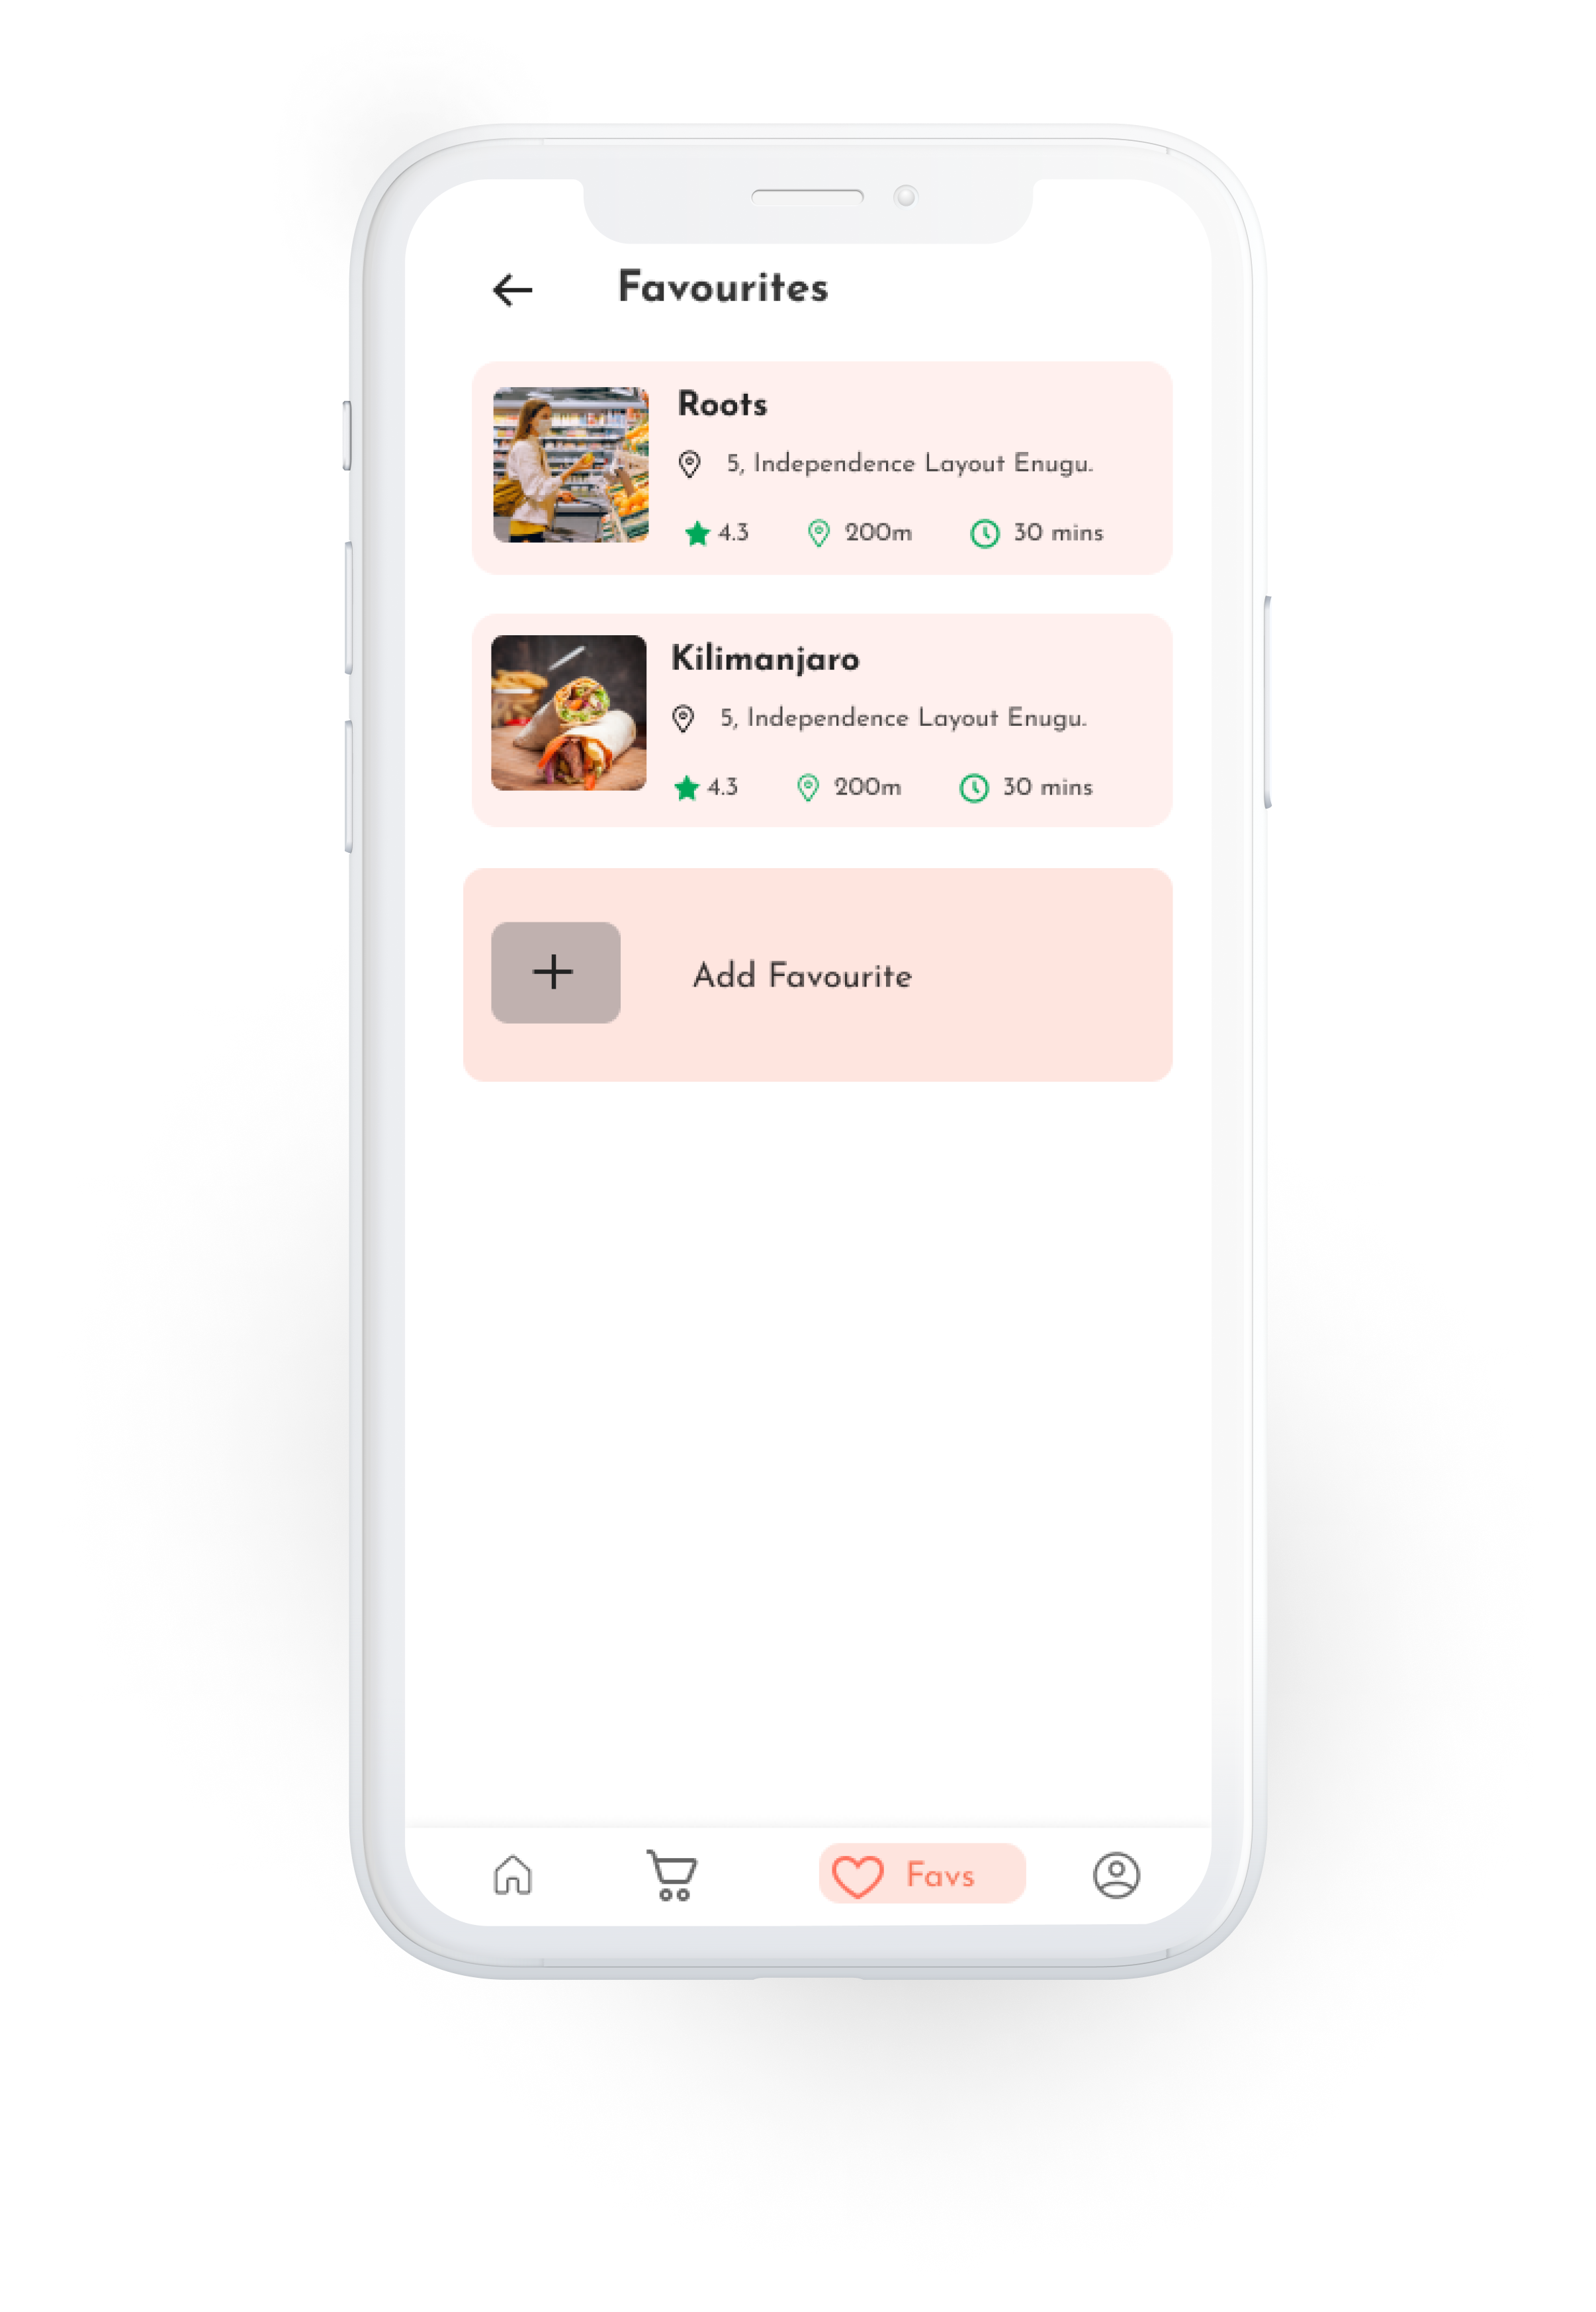 Favourites
Roots
5, Independence Layout Enugu.
4.3 200m 30 mins
Kilimanjaro
5, Independence Layout Enugu.
4.3 200m 30 mins
Add Favourite
Favs